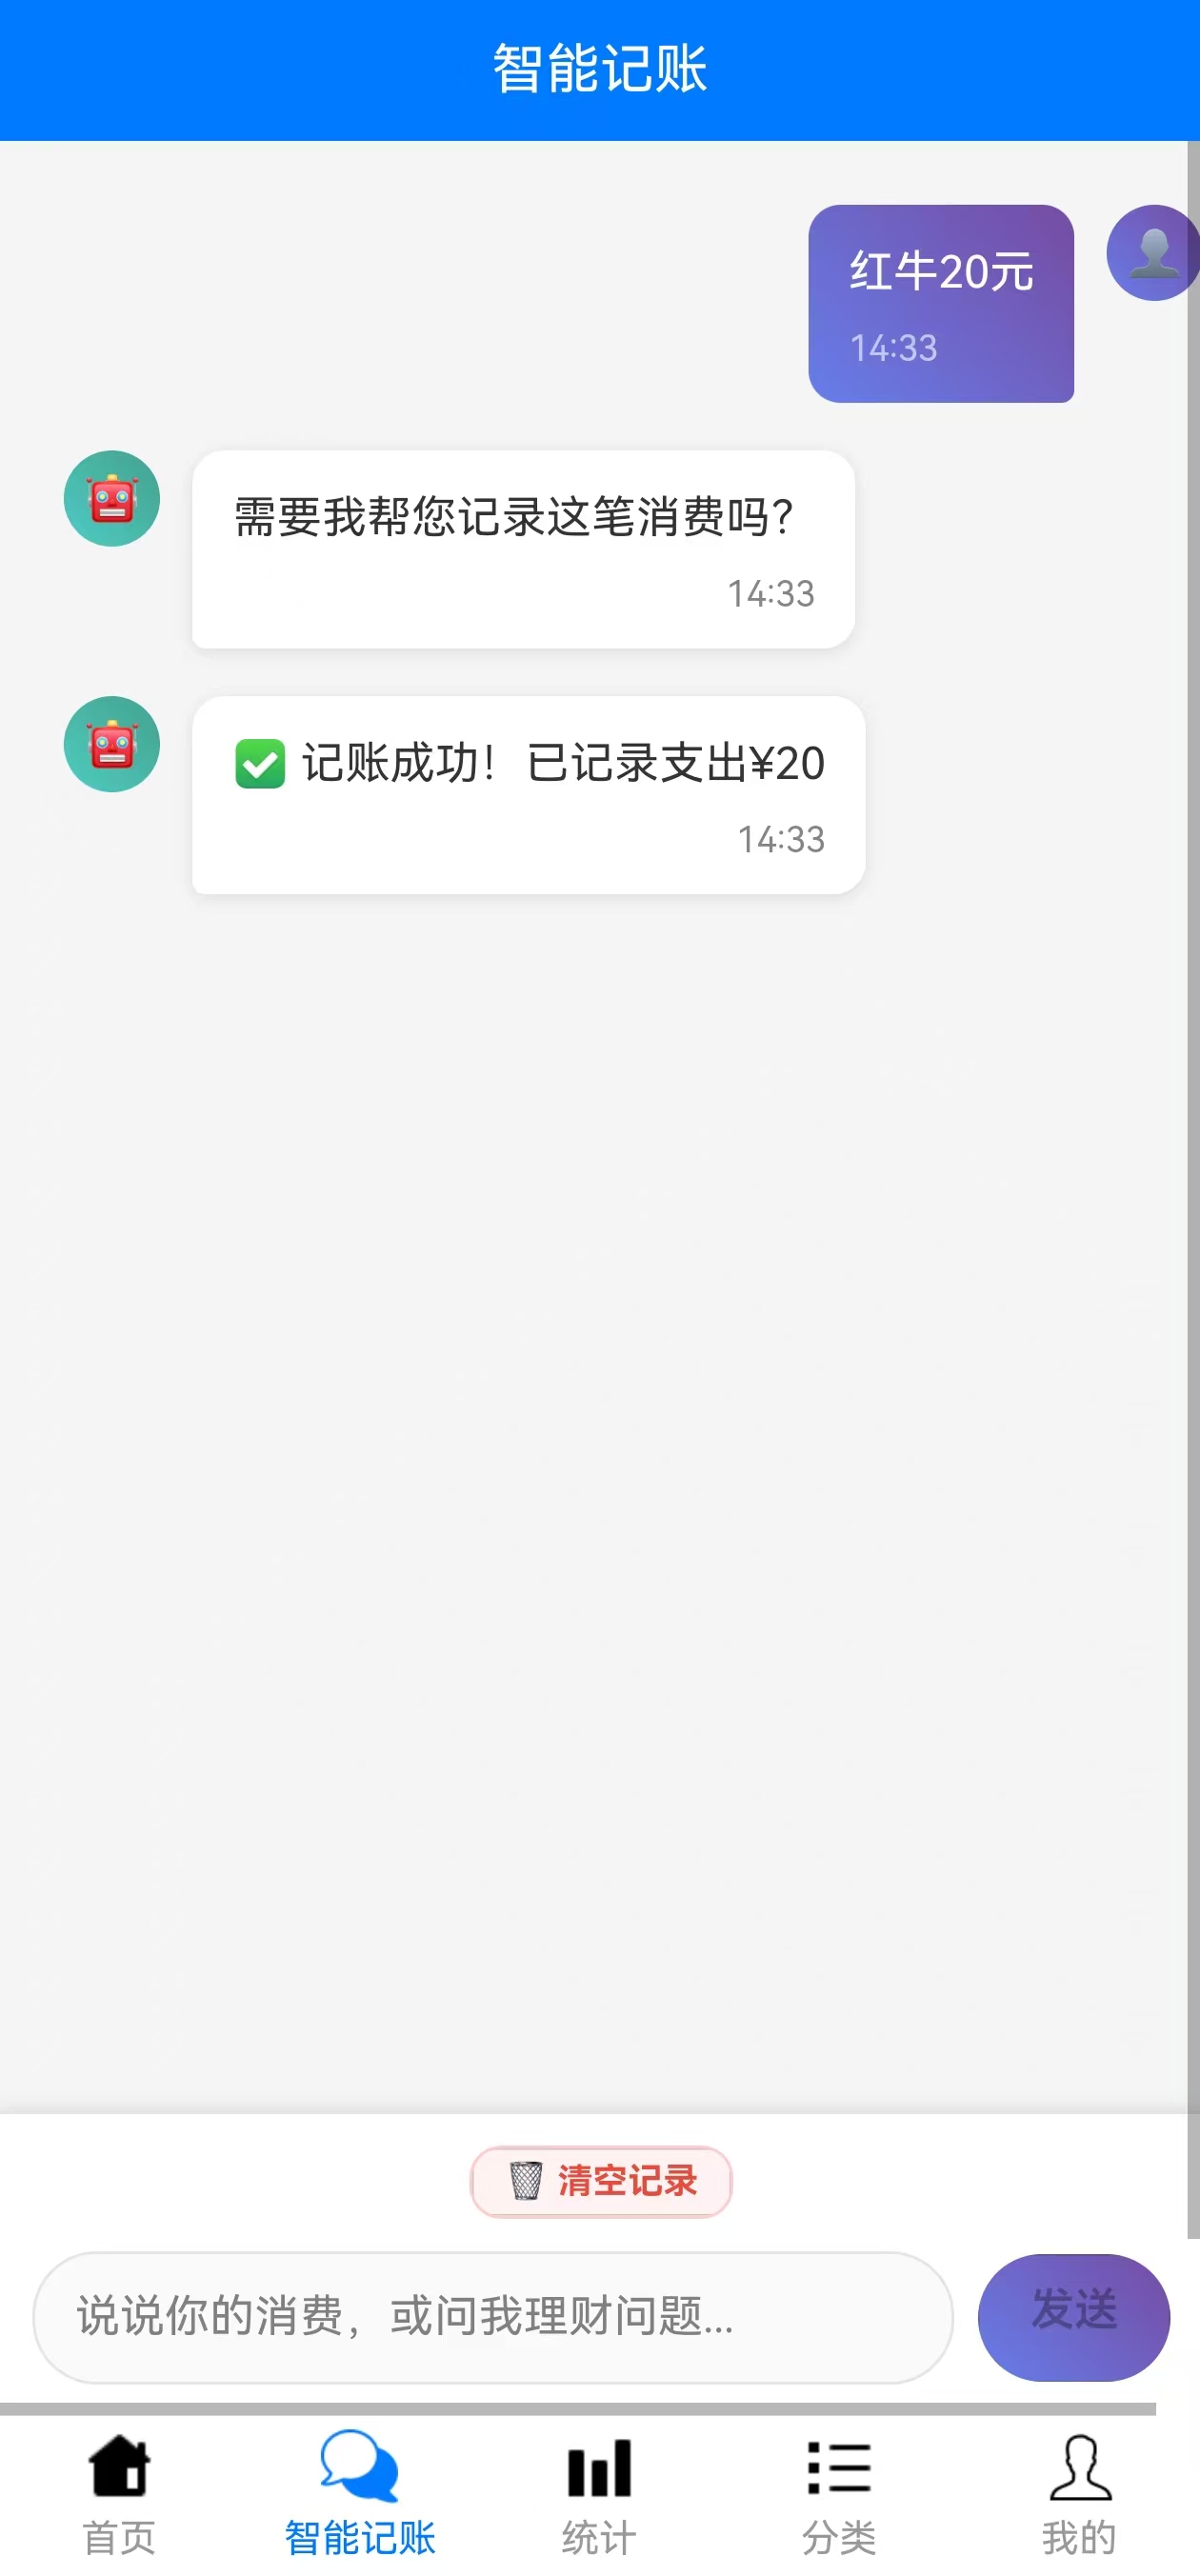 智能记账
红牛20元
14:33
需要我帮您记录这笔消费吗？
14:33
记账成功！已记录支出¥20
14:33
清空记录
说说你的消费，或问我理财问题...
发送
首页
智能记账
统计
分类
我的